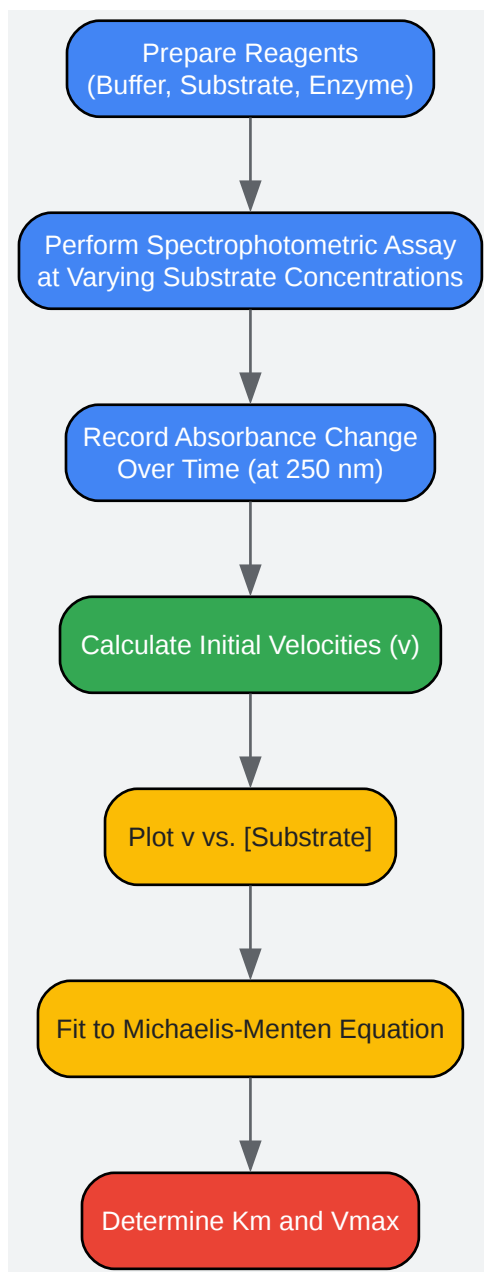 Prepare Reagents
(Buffer, Substrate, Enzyme)
Perform Spectrophotometric Assay
at Varying Substrate Concentrations
Record Absorbance Change
Over Time (at 250 nm)
Calculate Initial Velocities (v)
Plot v vs. [Substrate]
Fit to Michaelis-Menten Equation
Determine Km and Vmax